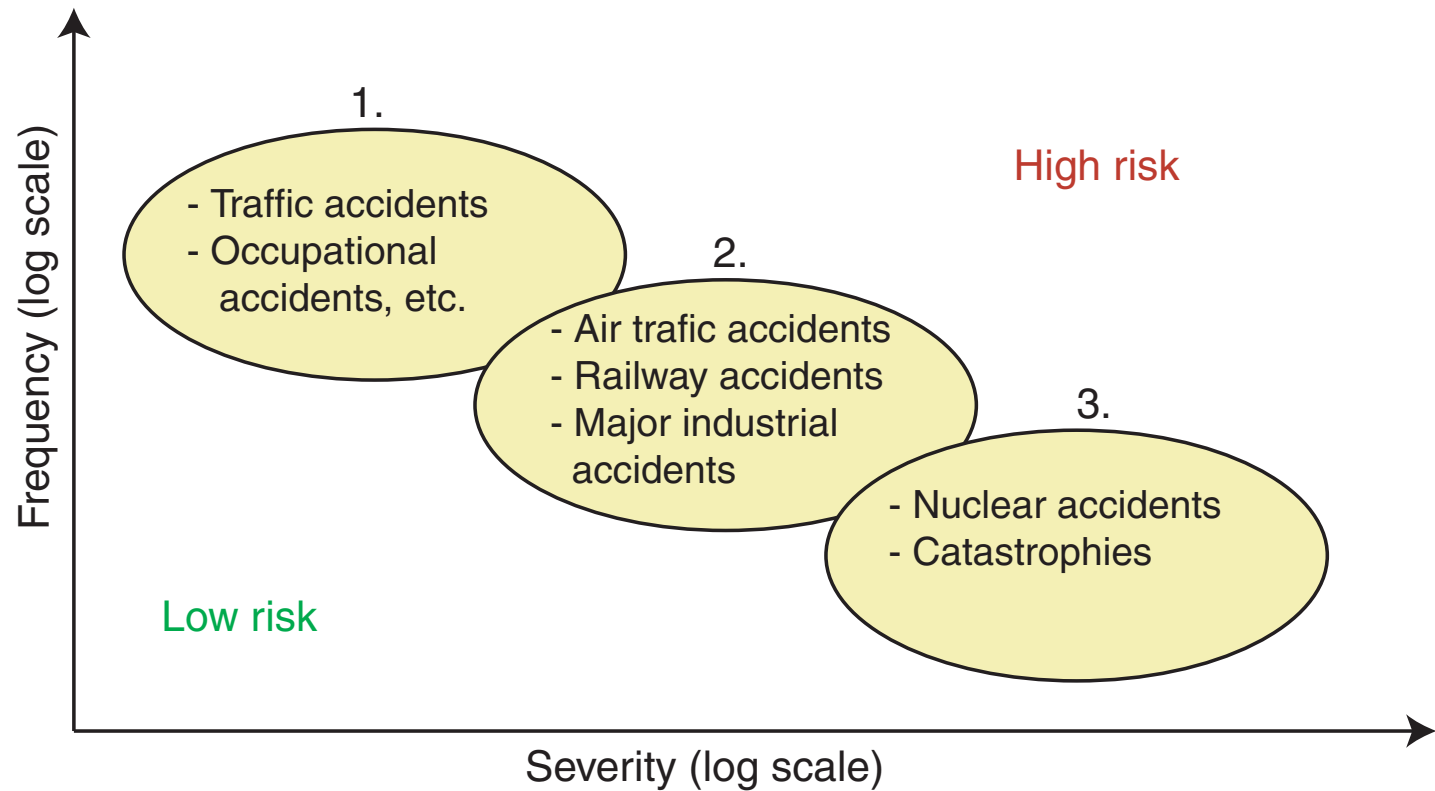 1.
- Traffic accidents
- Occupational
accidents, etc.
High risk
2.
- Air trafic accidents
- Railway accidents
- Major industrial
accidents
3.
- Nuclear accidents
- Catastrophies
Low risk
Frequency (log scale)
Severity (log scale)